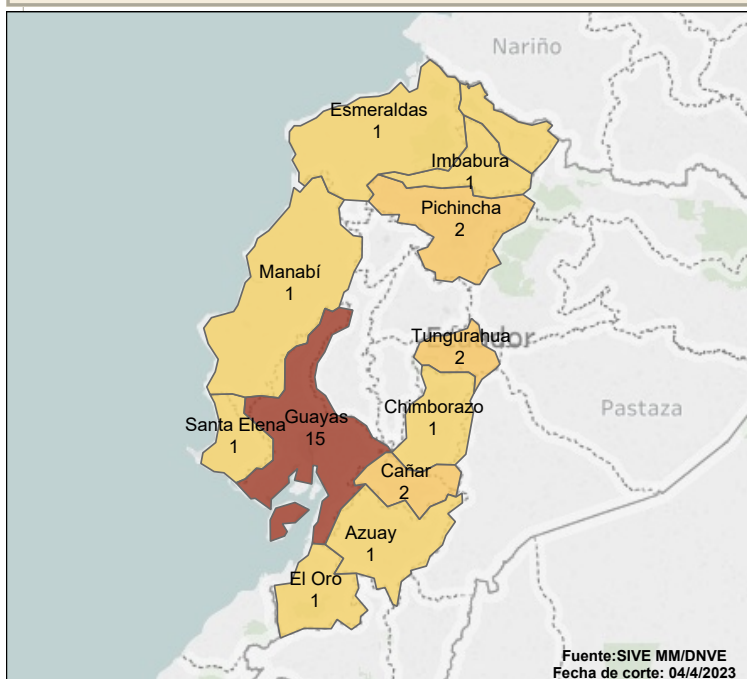 Nariño
Esmeraldas
1
Imbabura
1
Pichincha
2
Manabí
1
Ecuador
Tungurahua
2
Chimborazo
1
Pastaza
Santa Elena
1
Guayas
15
Cañar
2
Azuay
1
El Oro
1
Fuente:SIVE MM/DNVE
Fecha de corte: 04/4/2023